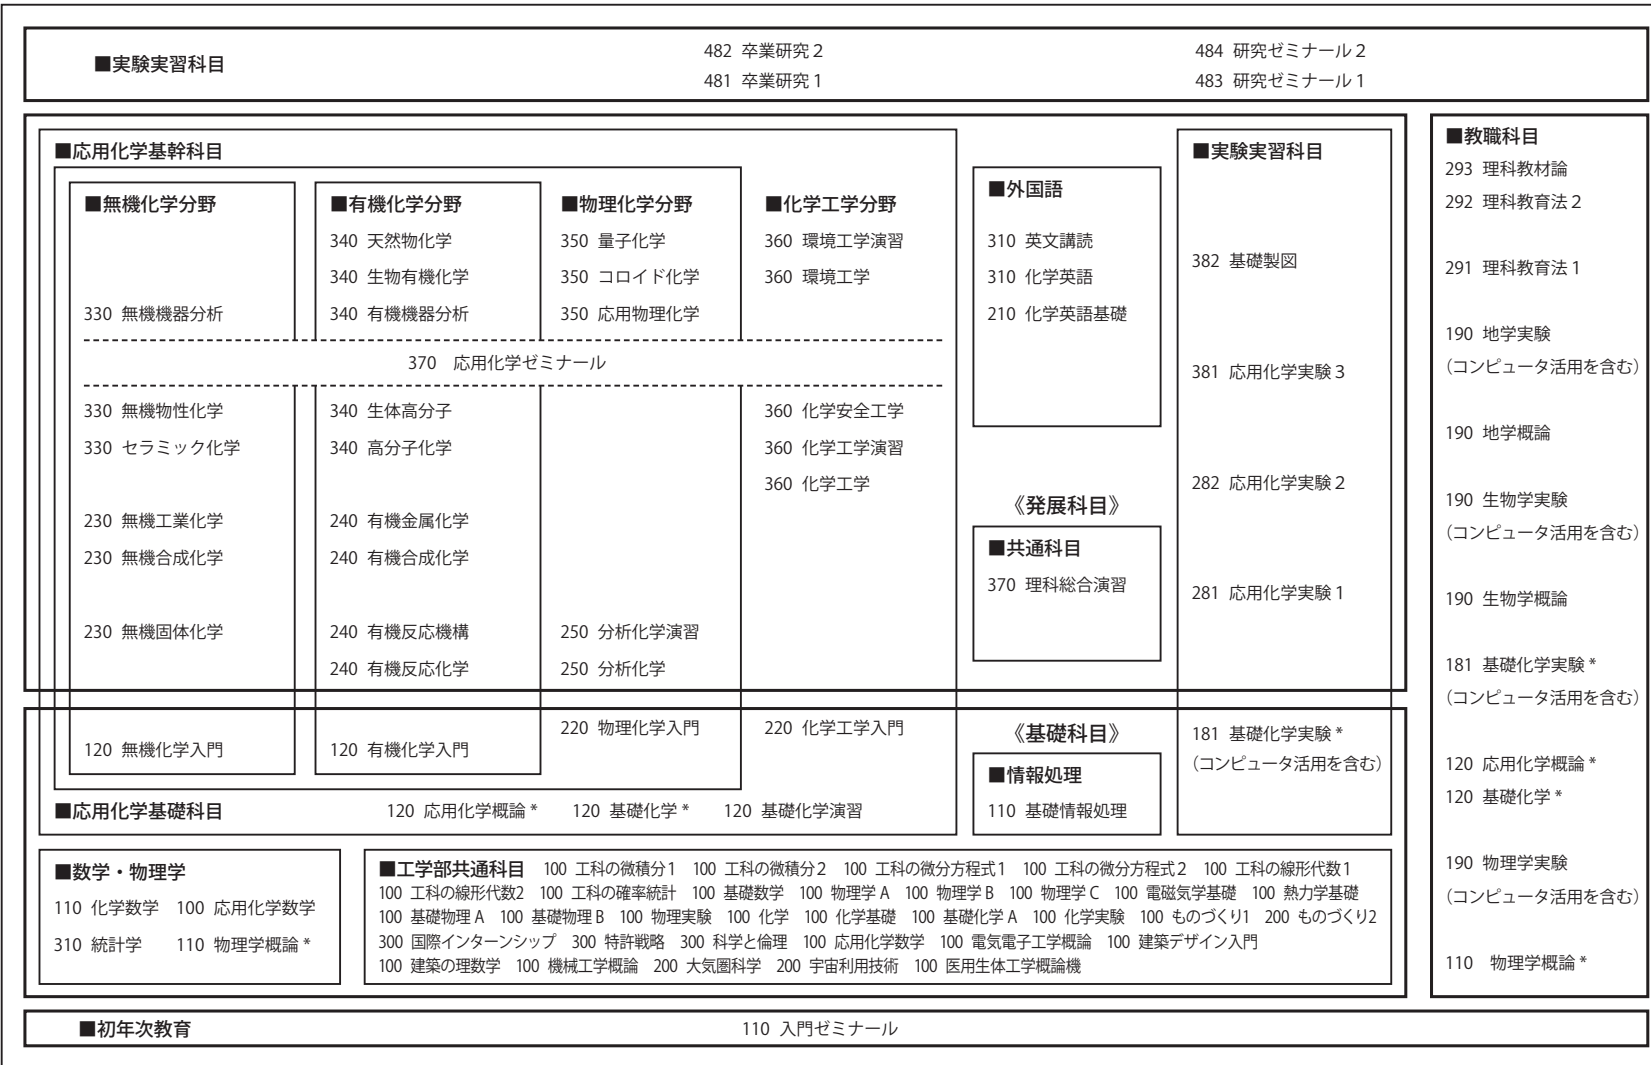 ■実験実習科目
482 卒業研究2
481 卒業研究1
484 研究ゼミナール2
483 研究ゼミナール1
■応用化学基幹科目
■無機化学分野
330 無機機器分析
■有機化学分野
340 天然物化学
340 生物有機化学
340 有機機器分析
■物理化学分野
350 量子化学
350 コロイド化学
350 応用物理化学
■化学工学分野
360 環境工学演習
360 環境工学
370 応用化学ゼミナール
330 無機物性化学
330 セラミック化学
230 無機工業化学
230 無機合成化学
230 無機固体化学
120 無機化学入門
340 生体高分子
340 高分子化学
240 有機金属化学
240 有機合成化学
240 有機反応機構
240 有機反応化学
120 有機化学入門
250 分析化学演習
250 分析化学
220 物理化学入門
360 化学安全工学
360 化学工学演習
360 化学工学
220 化学工学入門
■応用化学基礎科目
120 応用化学概論*
120 基礎化学*
120 基礎化学演習
■外国語
310 英文講読
310 化学英語
210 化学英語基礎
《発展科目》
■共通科目
370 理科総合演習
《基礎科目》
■情報処理
110 基礎情報処理
■実験実習科目
382 基礎製図
381 応用化学実験3
282 応用化学実験2
281 応用化学実験1
181 基礎化学実験*
(コンピュータ活用を含む)
■数学・物理学
110 化学数学 100 応用化学数学
310 統計学 110 物理学概論*
■工学部共通科目 100 工科の微積分1 100 工科の微積分2 100 工科の微分方程式1 100 工科の微分方程式2 100 工科の線形代数1
100 工科の線形代数2 100 工科の確率統計 100 基礎数学 100 物理学A 100 物理学B 100 物理学C 100 電磁気学基礎 100 熱力学基礎
100 基礎物理A 100 基礎物理B 100 物理実験 100 化学 100 化学基礎 100 基礎化学A 100 化学実験 100 ものづくり1 200 ものづくり2
300 国際インターンシップ 300 特許戦略 300 科学と倫理 100 応用化学数学 100 電気電子工学概論 100 建築デザイン入門
100 建築の理数学 100 機械工学概論 200 大気圏科学 200 宇宙利用技術 100 医用生体工学概論機
■教職科目
293 理科教材論
292 理科教育法2
291 理科教育法1
190 地学実験
(コンピュータ活用を含む)
190 地学概論
190 生物学実験
(コンピュータ活用を含む)
190 生物学概論
181 基礎化学実験*
(コンピュータ活用を含む)
120 応用化学概論*
120 基礎化学*
190 物理学実験
(コンピュータ活用を含む)
110 物理学概論*
■初年次教育
110 入門ゼミナール